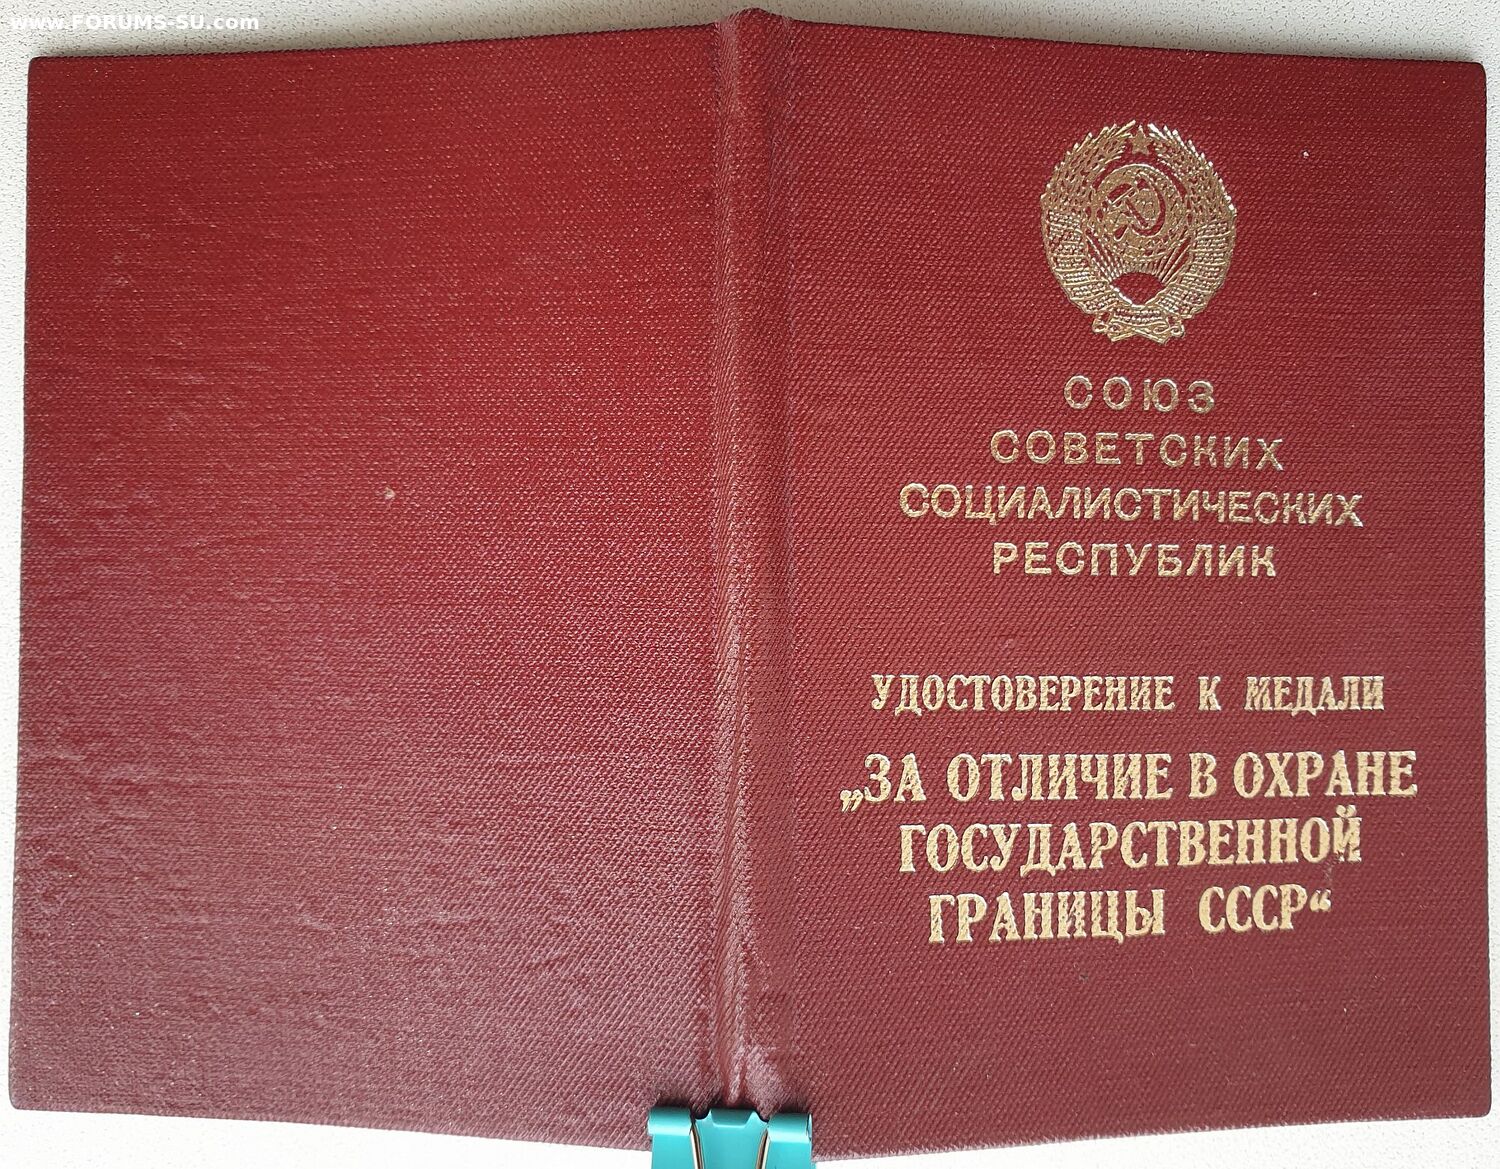 www.FORUMS-SU.com
СОЮЗ
СОВЕТСКИХ
СОЦИАЛИСТИЧЕСКИХ
РЕСПУБЛИК
УДОСТОВЕРЕНИЕ К МЕДАЛИ
„ЗА ОТЛИЧИЕ В ОХРАНЕ
ГОСУДАРСТВЕННОЙ
ГРАНИЦЫ СССР“